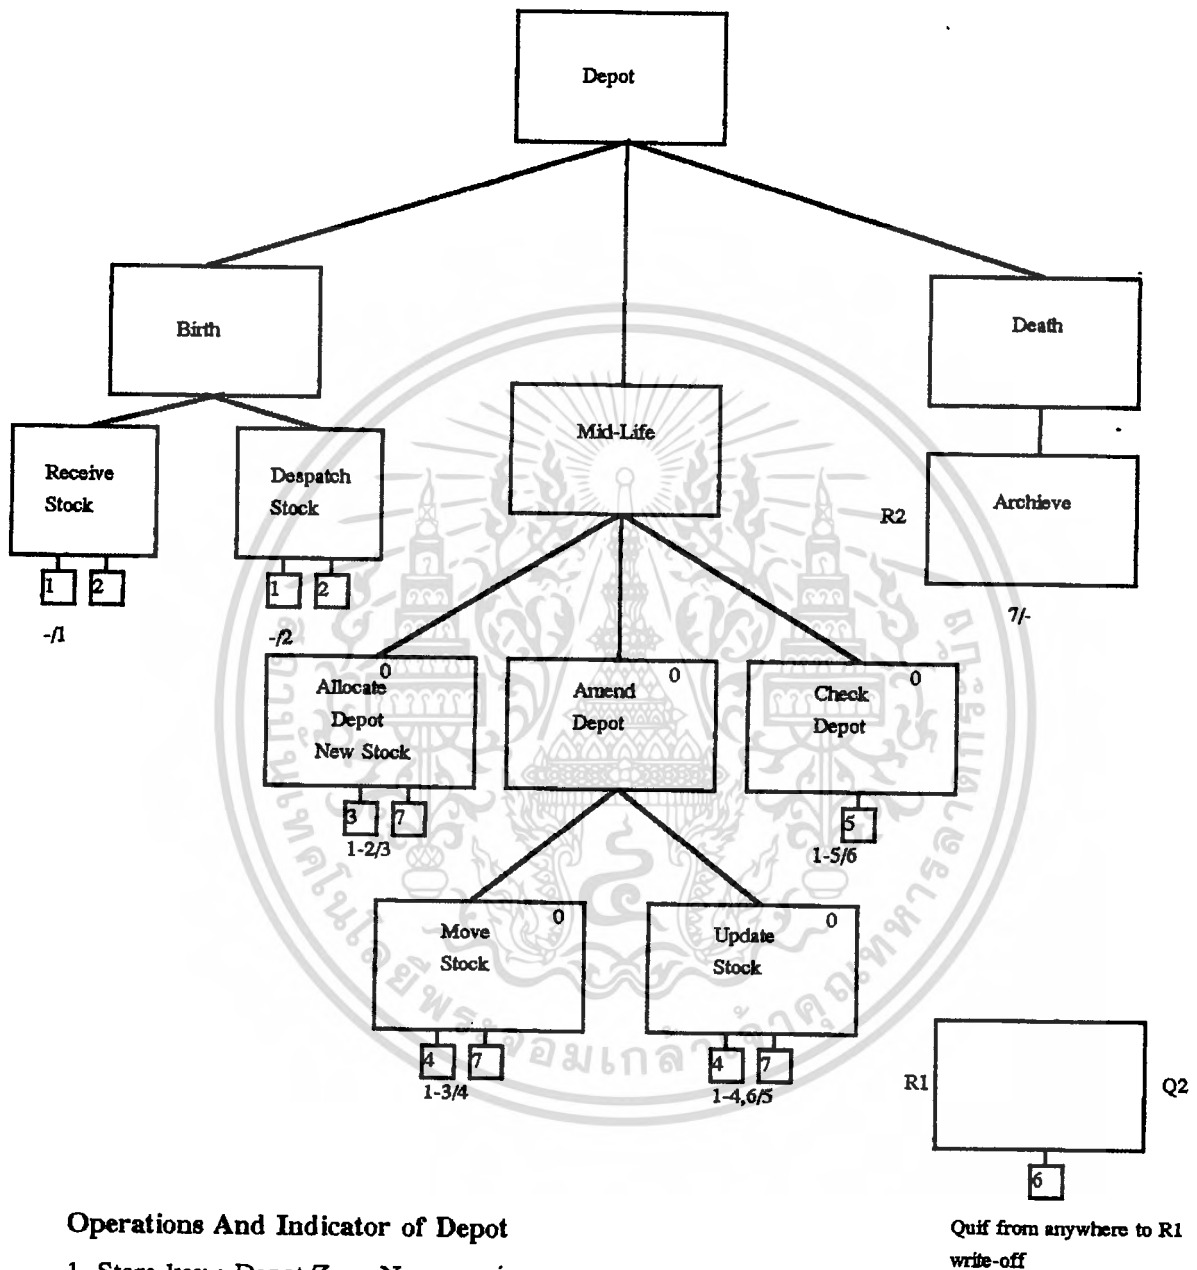 Depot
Birth
Mid-Life
Death
Receive
Stock
1 2
-/1
Despatch
Stock
1 2
-/2
R2
Archieve
7/-
0
Allocate
Depot
New Stock
3 7
1-2/3
0
Amend
Depot
0
Check
Depot
5
1-5/6
0
Move
Stock
4 7
1-3/4
0
Update
Stock
4 7
1-4,6/5
R1
Q2
6
Quif from anywhere to R1
write-off
Operations And Indicator of Depot